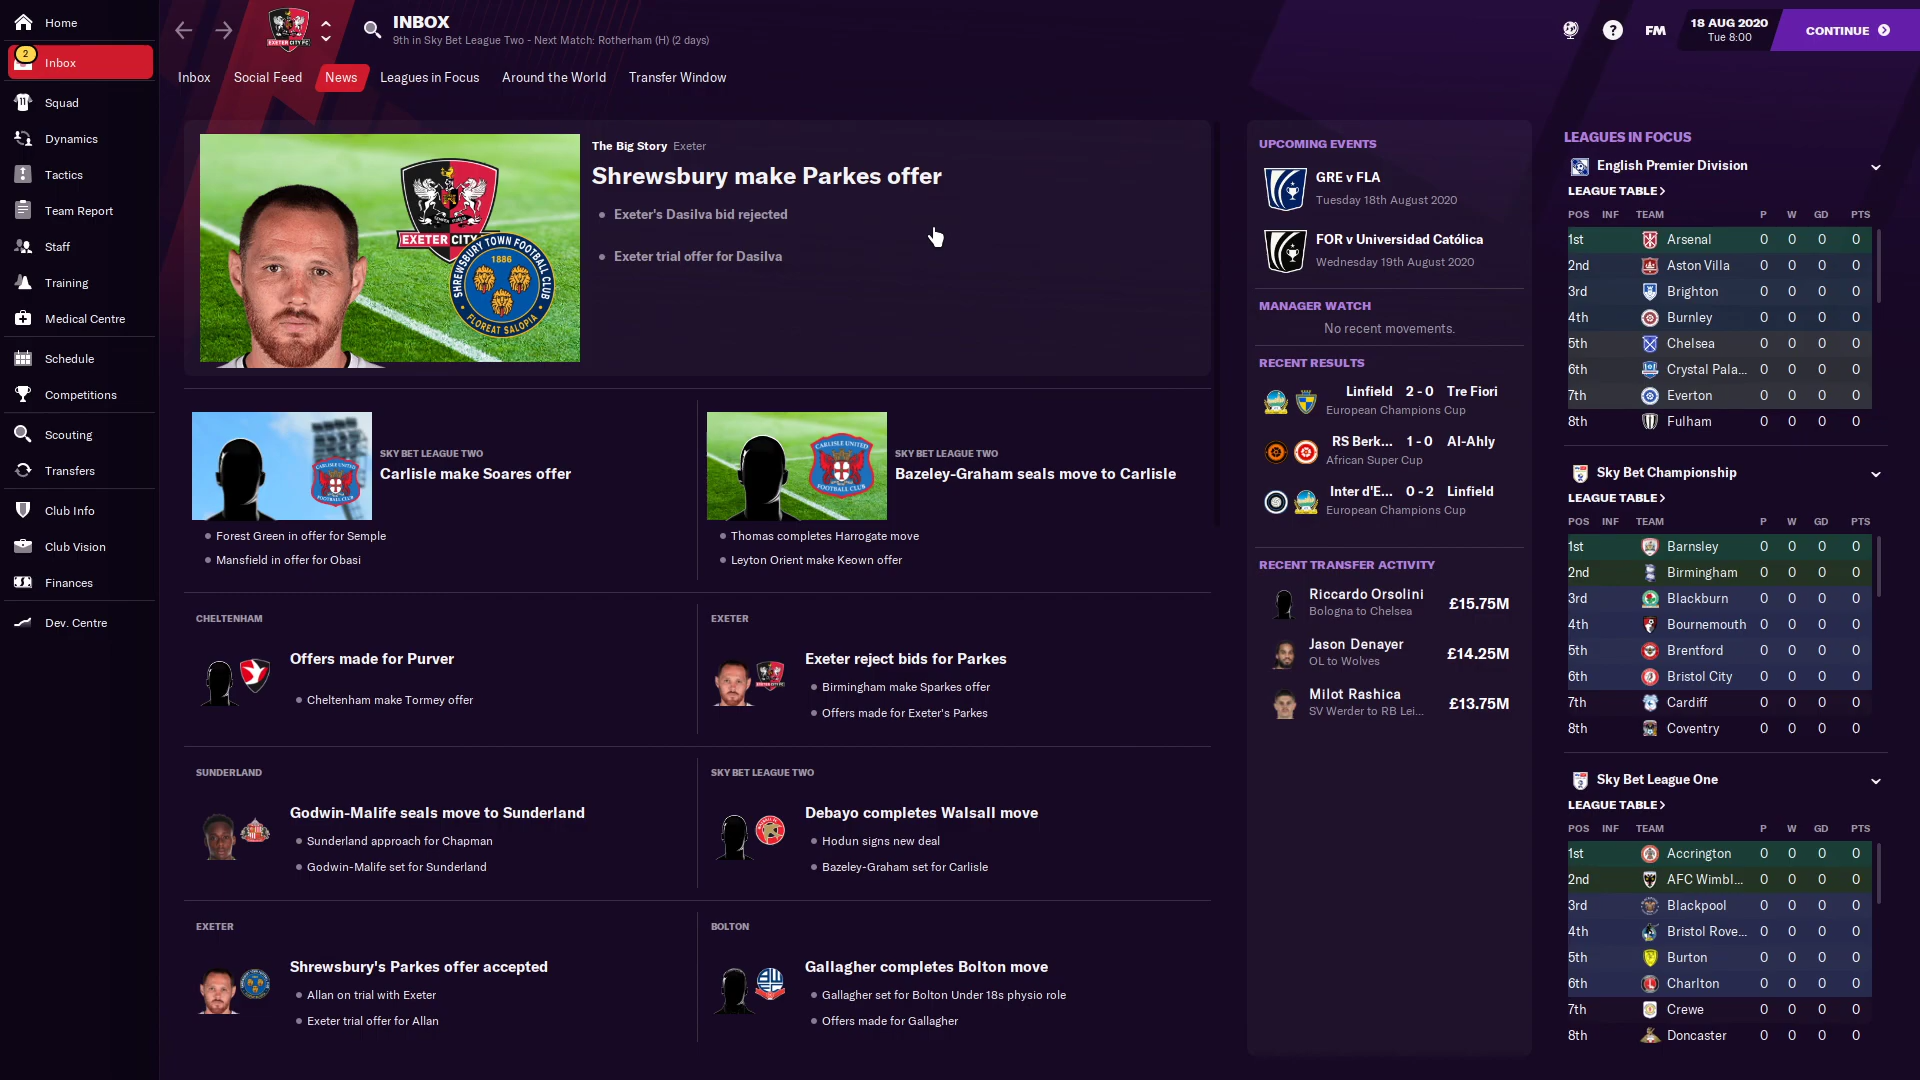 Home
2
Inbox
Squad
Dynamics
Tactics
Team Report
Staff
Training
Medical Centre
Schedule
Competitions
Scouting
Transfers
Club Info
Club Vision
Finances
Dev. Centre
EXETER CITY FC
INBOX
9th in Sky Bet League Two - Next Match: Rotherham (H) (2 days)
FM
18 AUG 2020
Tue 8:00
CONTINUE
Inbox Social Feed News Leagues in Focus Around the World Transfer Window
The Big Story Exeter
Shrewsbury make Parkes offer
Exeter's Dasilva bid rejected
Exeter trial offer for Dasilva
EXETER CITY
SHREWSBURY TOWN FOOTBALL CLUB
1886
FLOREAT SALOPIA
SKY BET LEAGUE TWO
Carlisle make Soares offer
CARLISLE UNITED
FOOTBALL CLUB
Forest Green in offer for Semple
Mansfield in offer for Obasi
SKY BET LEAGUE TWO
Bazeley-Graham seals move to Carlisle
CARLISLE UNITED
FOOTBALL CLUB
Thomas completes Harrogate move
Leyton Orient make Keown offer
CHELTENHAM
Offers made for Purver
Cheltenham make Tormey offer
EXETER
Exeter reject bids for Parkes
Birmingham make Sparkes offer
Offers made for Exeter's Parkes
SUNDERLAND
Godwin-Malife seals move to Sunderland
Sunderland approach for Chapman
Godwin-Malife set for Sunderland
SKY BET LEAGUE TWO
Debayo completes Walsall move
Hodun signs new deal
Bazeley-Graham set for Carlisle
EXETER
Shrewsbury's Parkes offer accepted
Allan on trial with Exeter
Exeter trial offer for Allan
BOLTON
Gallagher completes Bolton move
Gallagher set for Bolton Under 18s physio role
Offers made for Gallagher
UPCOMING EVENTS
GRE v FLA
Tuesday 18th August 2020
FOR v Universidad Católica
Wednesday 19th August 2020
MANAGER WATCH
No recent movements.
RECENT RESULTS
Linfield 2 - 0 Tre Fiori
European Champions Cup
RS Berk... 1 - 0 Al-Ahly
African Super Cup
Inter d'E... 0 - 2 Linfield
European Champions Cup
RECENT TRANSFER ACTIVITY
Riccardo Orsolini
Bologna to Chelsea
£15.75M
Jason Denayer
OL to Wolves
£14.25M
Milot Rashica
SV Werder to RB Lei...
£13.75M
LEAGUES IN FOCUS
English Premier Division
LEAGUE TABLE >
POS INF TEAM P W GD PTS
1st Arsenal 0 0 0 0
2nd Aston Villa 0 0 0 0
3rd Brighton 0 0 0 0
4th Burnley 0 0 0 0
5th Chelsea 0 0 0 0
6th Crystal Pala... 0 0 0 0
7th Everton 0 0 0 0
8th Fulham 0 0 0 0
Sky Bet Championship
LEAGUE TABLE >
POS INF TEAM P W GD PTS
1st Barnsley 0 0 0 0
2nd Birmingham 0 0 0 0
3rd Blackburn 0 0 0 0
4th Bournemouth 0 0 0 0
5th Brentford 0 0 0 0
6th Bristol City 0 0 0 0
7th Cardiff 0 0 0 0
8th Coventry 0 0 0 0
Sky Bet League One
LEAGUE TABLE >
POS INF TEAM P W GD PTS
1st Accrington 0 0 0 0
2nd AFC Wimbl... 0 0 0 0
3rd Blackpool 0 0 0 0
4th Bristol Rove... 0 0 0 0
5th Burton 0 0 0 0
6th Charlton 0 0 0 0
7th Crewe 0 0 0 0
8th Doncaster 0 0 0 0